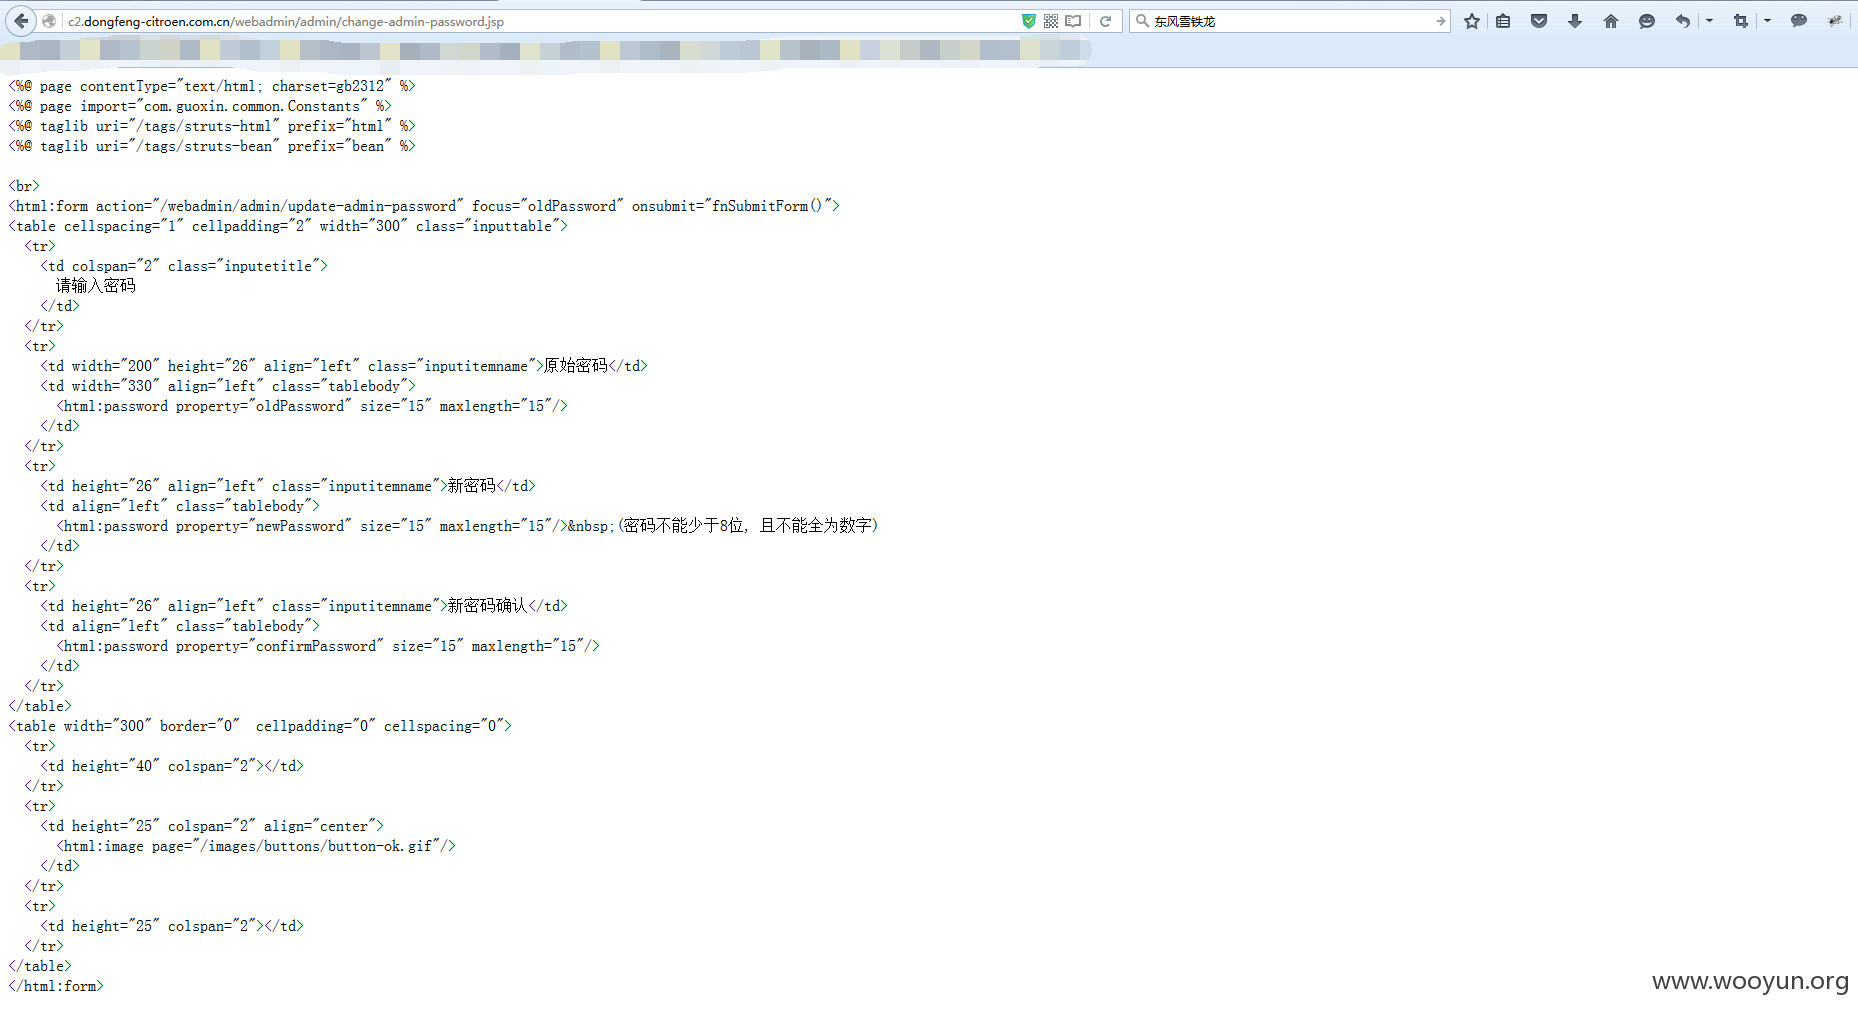 c2.dongfeng-citroen.com.cn/webadmin/admin/change-admin-password.jsp
东风雪铁龙
<%@ page contentType="text/html; charset=gb2312" %>
<%@ page import="com.guoxin.common.Constants" %>
<%@ taglib uri="/tags/struts-html" prefix="html" %>
<%@ taglib uri="/tags/struts-bean" prefix="bean" %>
<br>
<html:form action="/webadmin/admin/update-admin-password" focus="oldPassword" onsubmit="fnSubmitForm()">
<table cellspacing="1" cellpadding="2" width="300" class="inputtable">
<tr>
<td colspan="2" class="inputetitle">
请输入密码
</td>
</tr>
<tr>
<td width="200" height="26" align="left" class="inputitemname">原始密码</td>
<td width="330" align="left" class="tablebody">
<html:password property="oldPassword" size="15" maxlength="15"/>
</td>
</tr>
<tr>
<td height="26" align="left" class="inputitemname">新密码</td>
<td align="left" class="tablebody">
<html:password property="newPassword" size="15" maxlength="15"/>&nbsp;(密码不能少于8位, 且不能全为数字)
</td>
</tr>
<tr>
<td height="26" align="left" class="inputitemname">新密码确认</td>
<td align="left" class="tablebody">
<html:password property="confirmPassword" size="15" maxlength="15"/>
</td>
</tr>
</table>
<table width="300" border="0"  cellpadding="0" cellspacing="0">
<tr>
<td height="40" colspan="2"></td>
</tr>
<tr>
<td height="25" colspan="2" align="center">
<html:image page="/images/buttons/button-ok.gif"/>
</td>
</tr>
<tr>
<td height="25" colspan="2"></td>
</tr>
</table>
</html:form>
www.wooyun.org